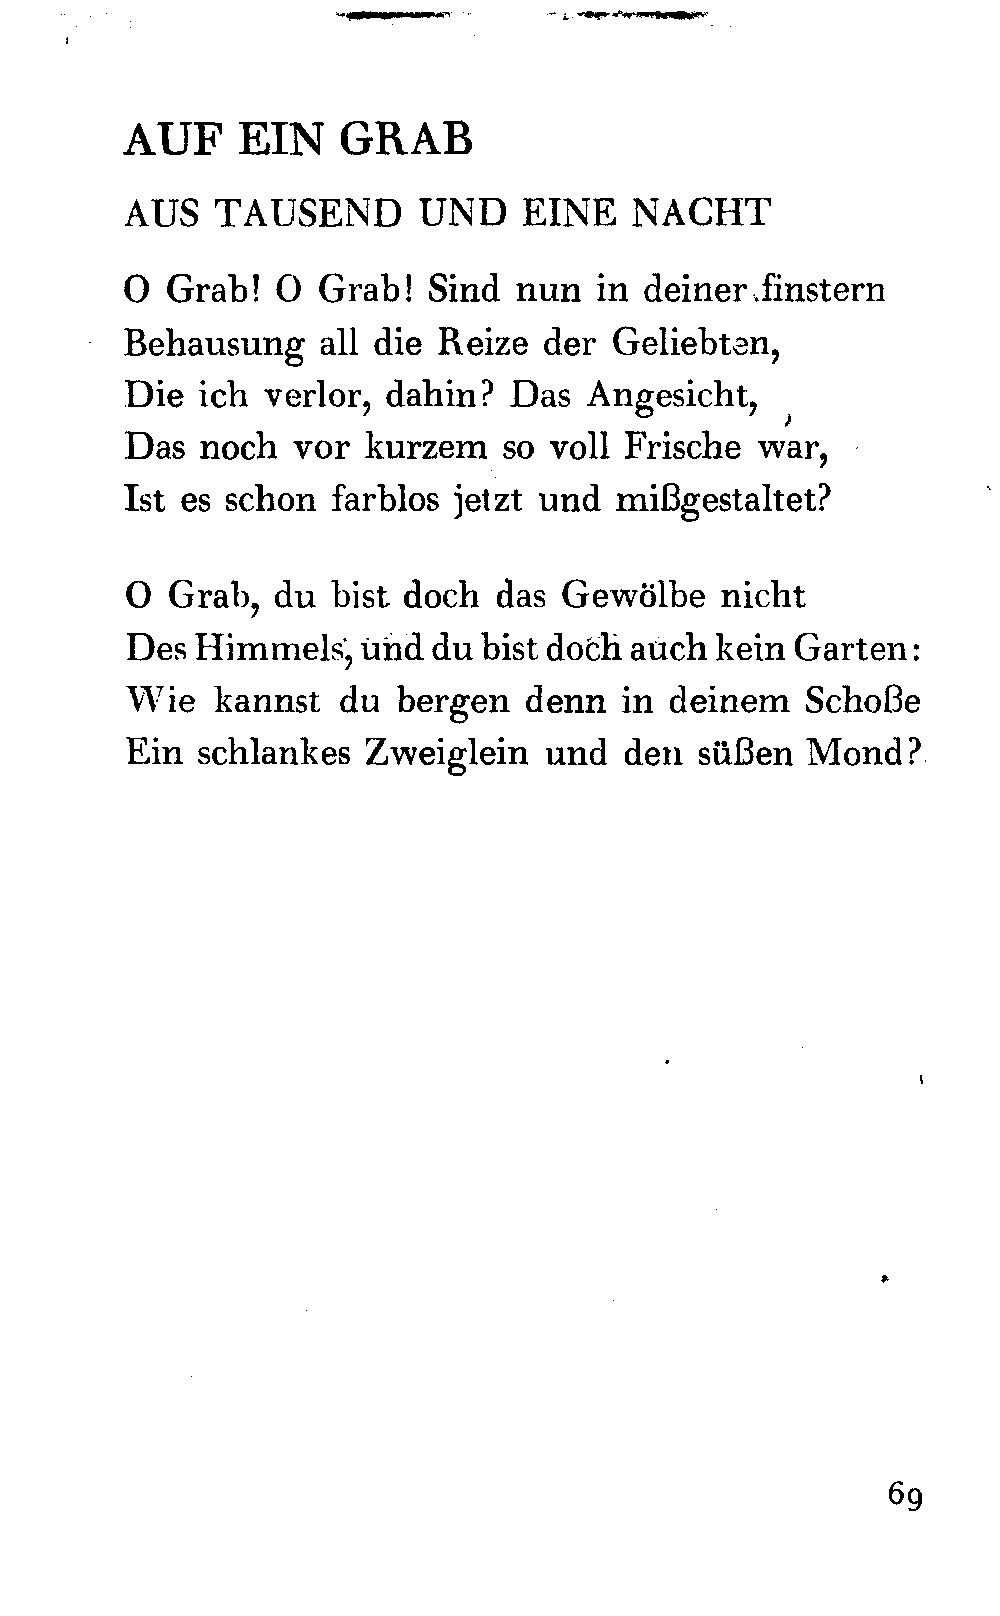 AUF EIN GRAB
AUS TAUSEND UND EINE NACHT
O Grab! O Grab! Sind nun in deiner finstern
Behausung all die Reize der Geliebten,
Die ich verlor, dahin? Das Angesicht,
Das noch vor kurzem so voll Frische war,
Ist es schon farblos jetzt und mißgestaltet?
O Grab, du bist doch das Gewölbe nicht
Des Himmels, und du bist doch auch kein Garten:
Wie kannst du bergen denn in deinem Schoße
Ein schlankes Zweiglein und den süßen Mond?
69